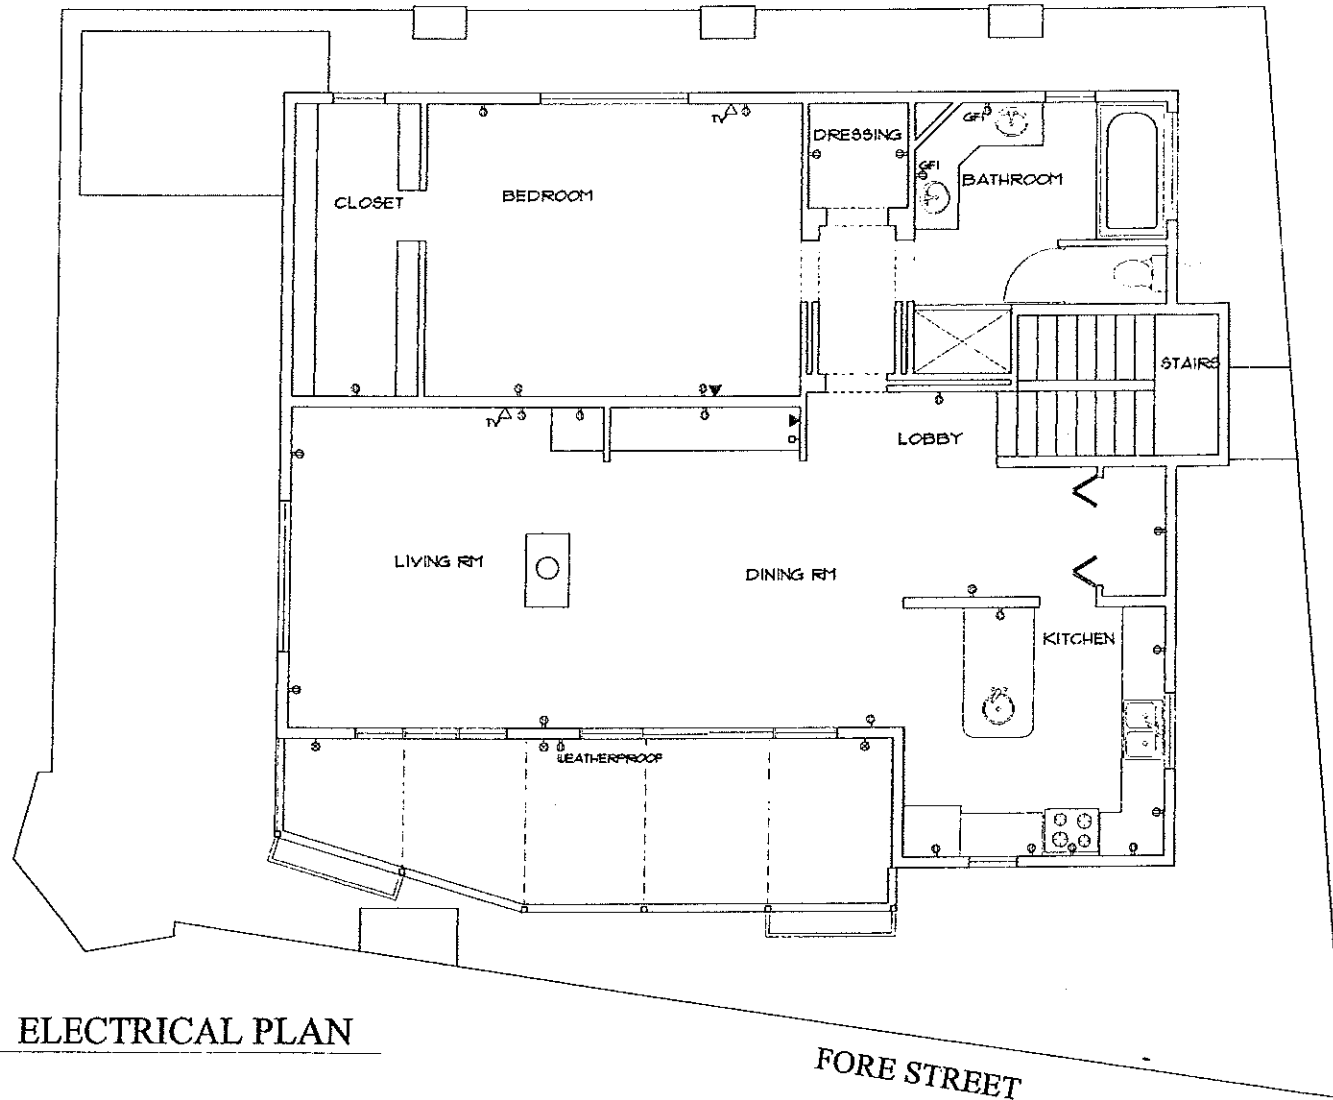 TV
DRESSING
GFI
GFI
BATHROOM
BEDROOM
CLOSET
STAIRS
TV
LOBBY
LIVING RM
DINING RM
KITCHEN
WEATHERPROOF
ELECTRICAL PLAN
FORE STREET